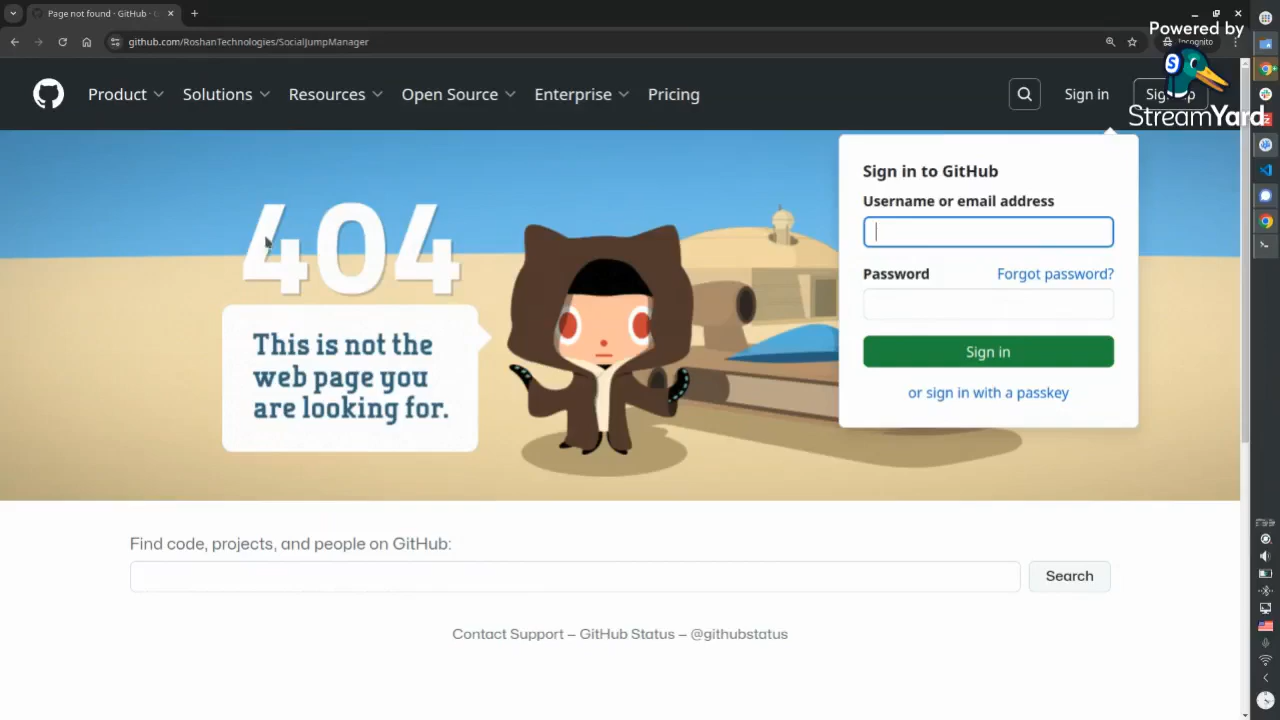 Page not found · GitHub ·
github.com/RoshanTechnologies/SocialJumpManager
Incognito
Powered by
StreamYard
Product
Solutions
Resources
Open Source
Enterprise
Pricing
Sign in
404
This is not the
web page you
are looking for.
Sign in to GitHub
Username or email address
Password
Forgot password?
Sign in
or sign in with a passkey
Find code, projects, and people on GitHub:
Search
Contact Support — GitHub Status — @githubstatus